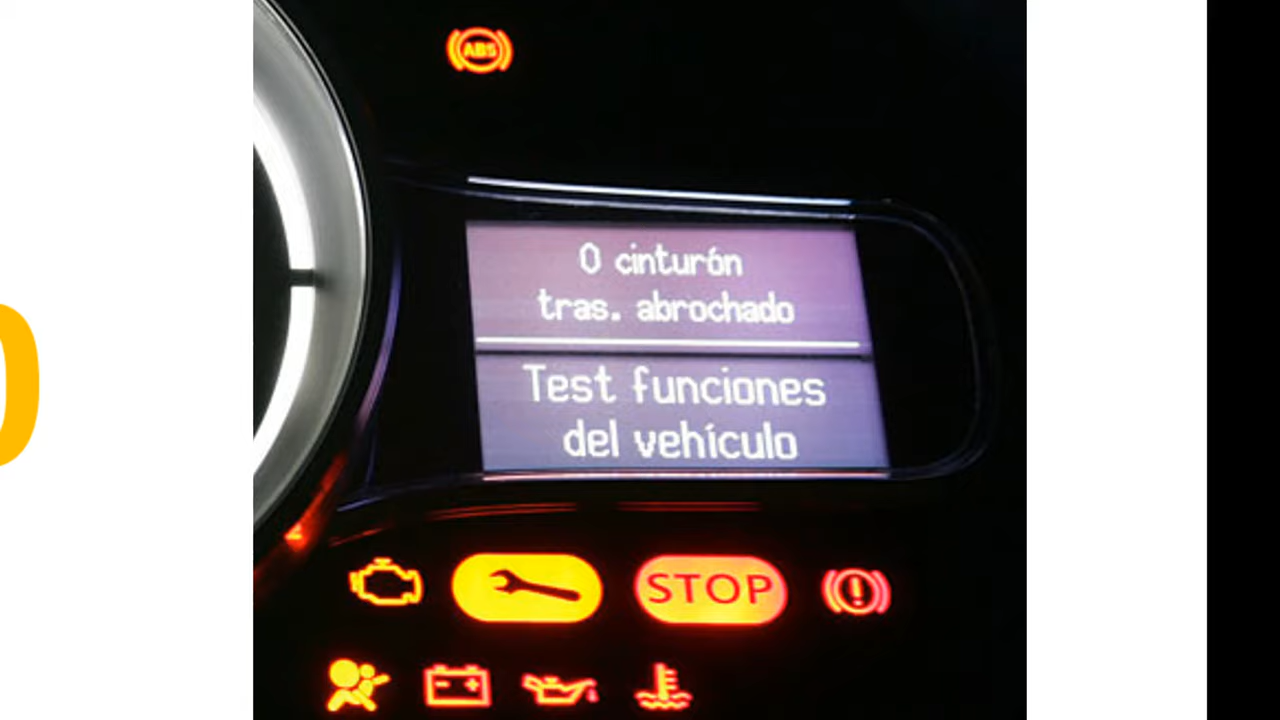 ABS
0 cinturón
tras. abrochado
Test funciones
del vehículo
STOP